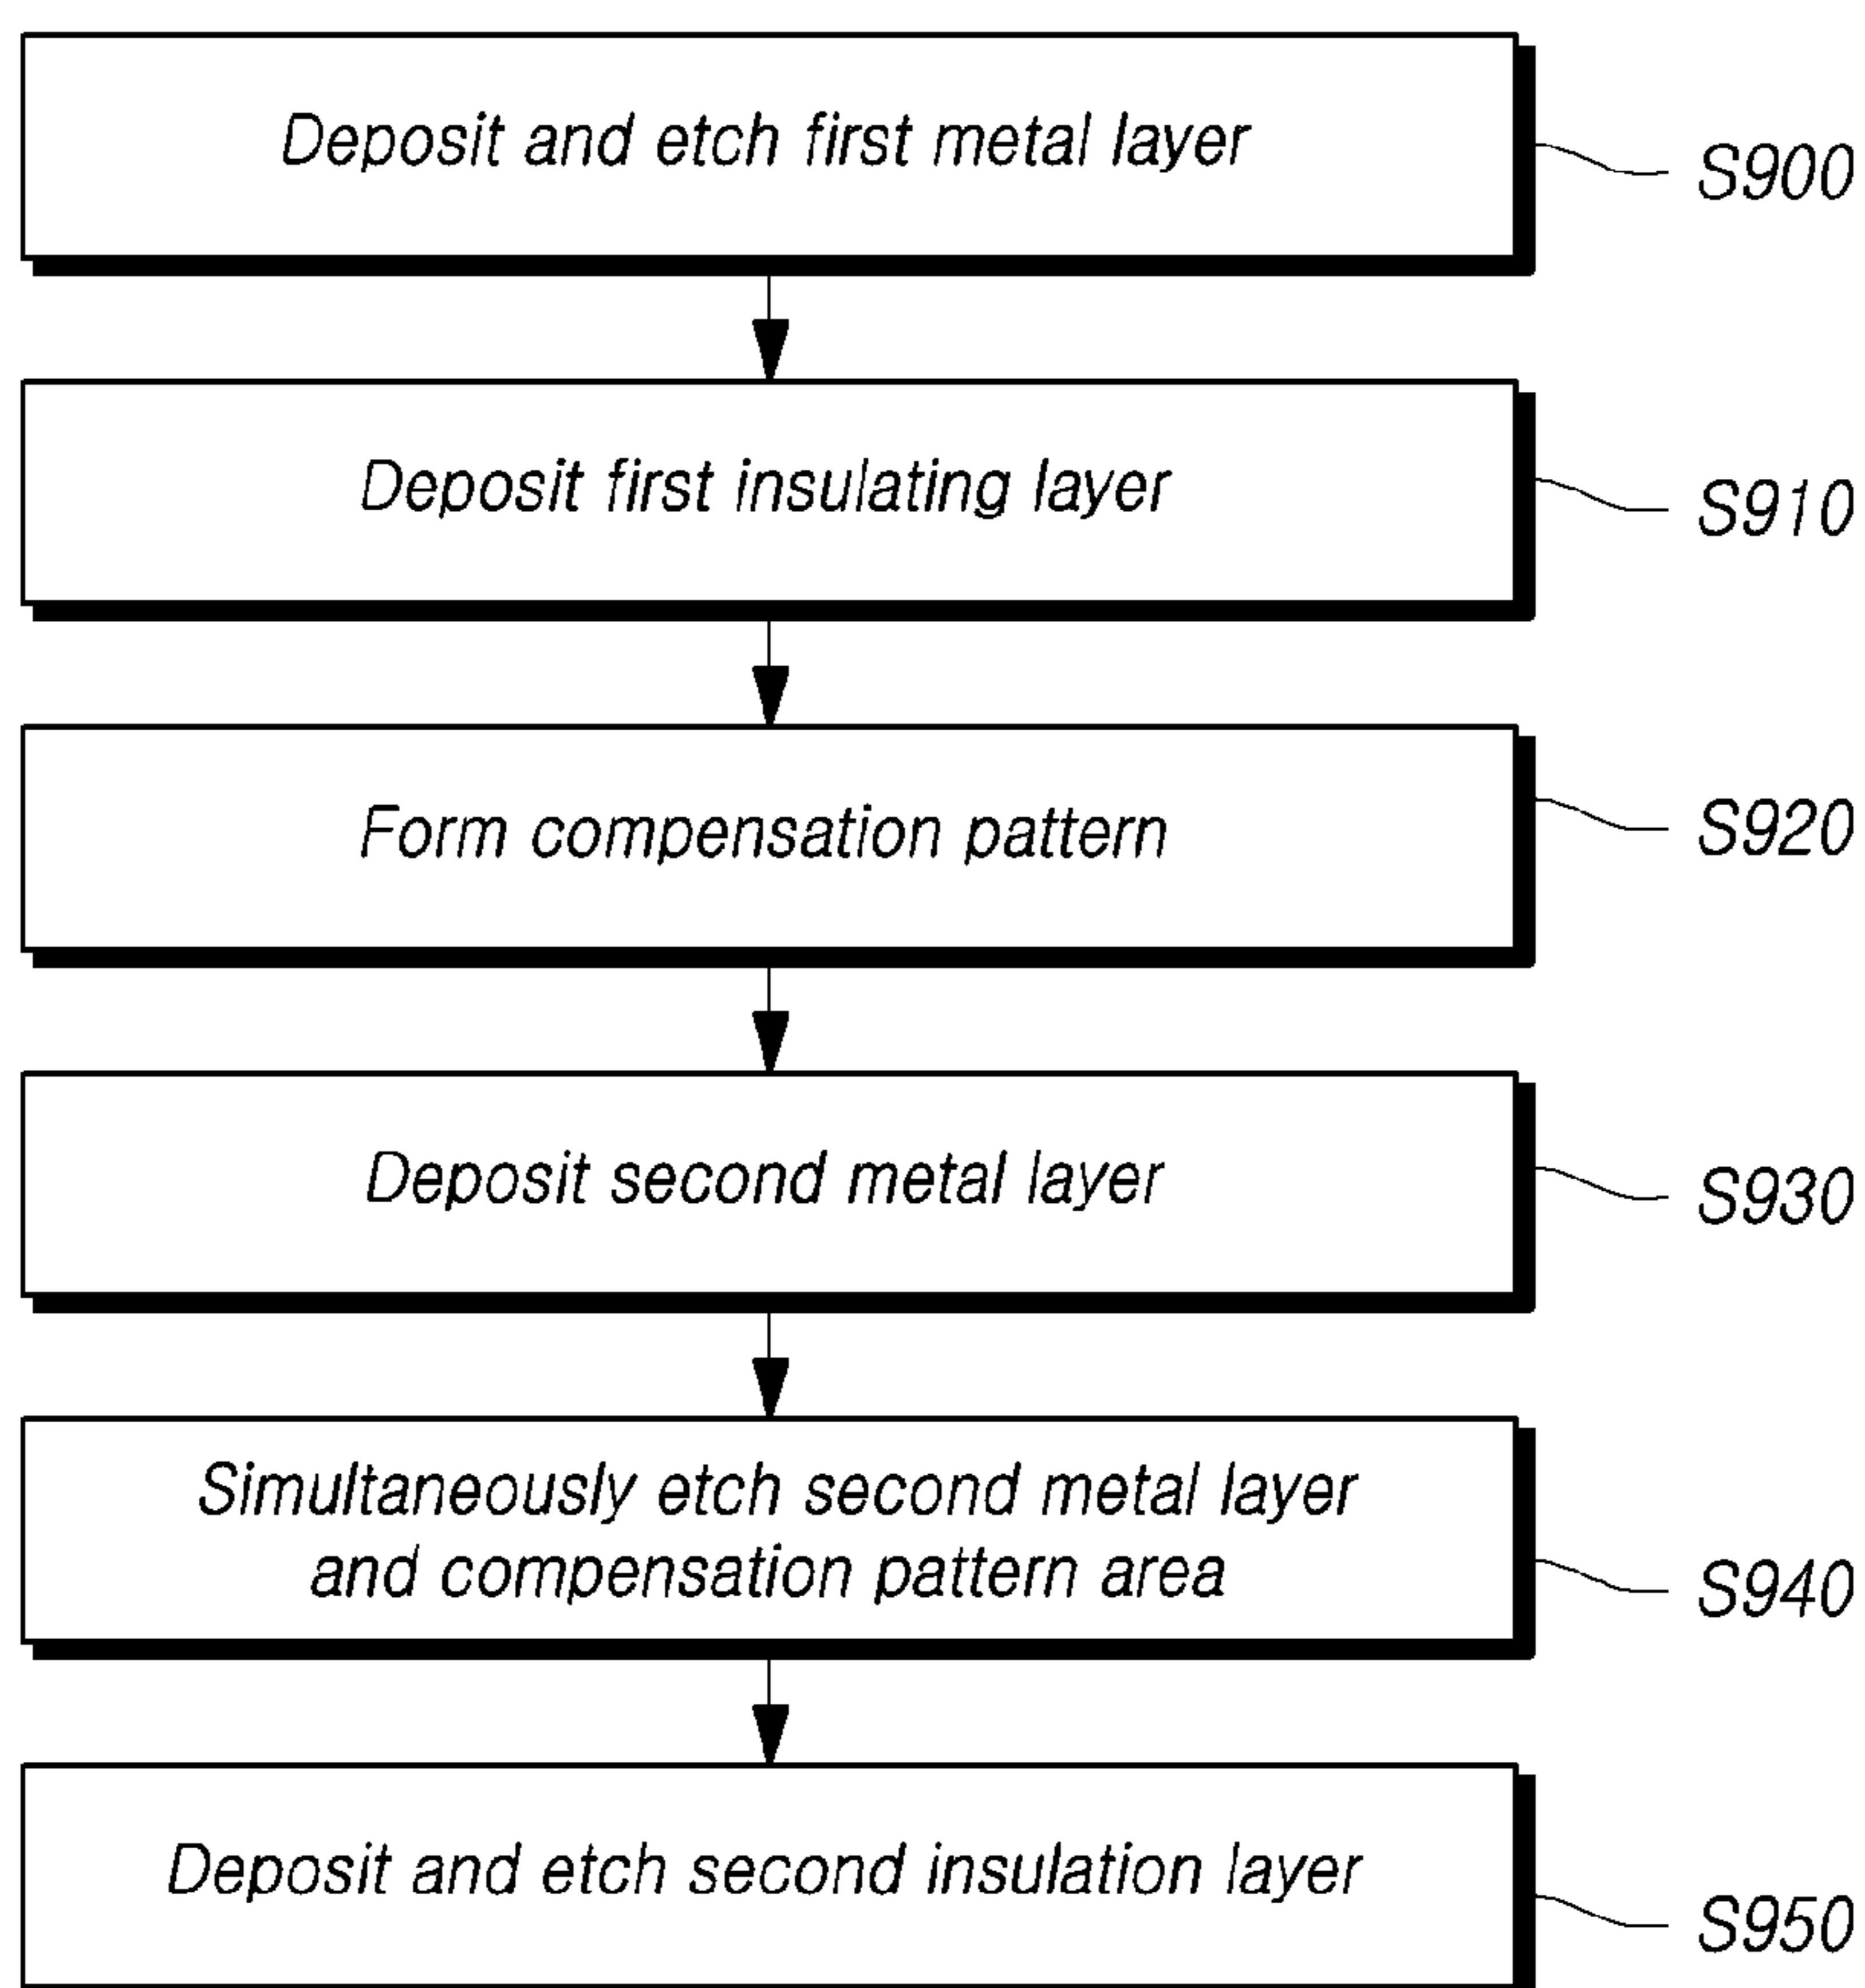 Deposit and etch first metal layer
S900
Deposit first insulating layer
S910
Form compensation pattern
S920
Deposit second metal layer
S930
Simultaneously etch second metal layer
and compensation pattern area
S940
Deposit and etch second insulation layer
S950